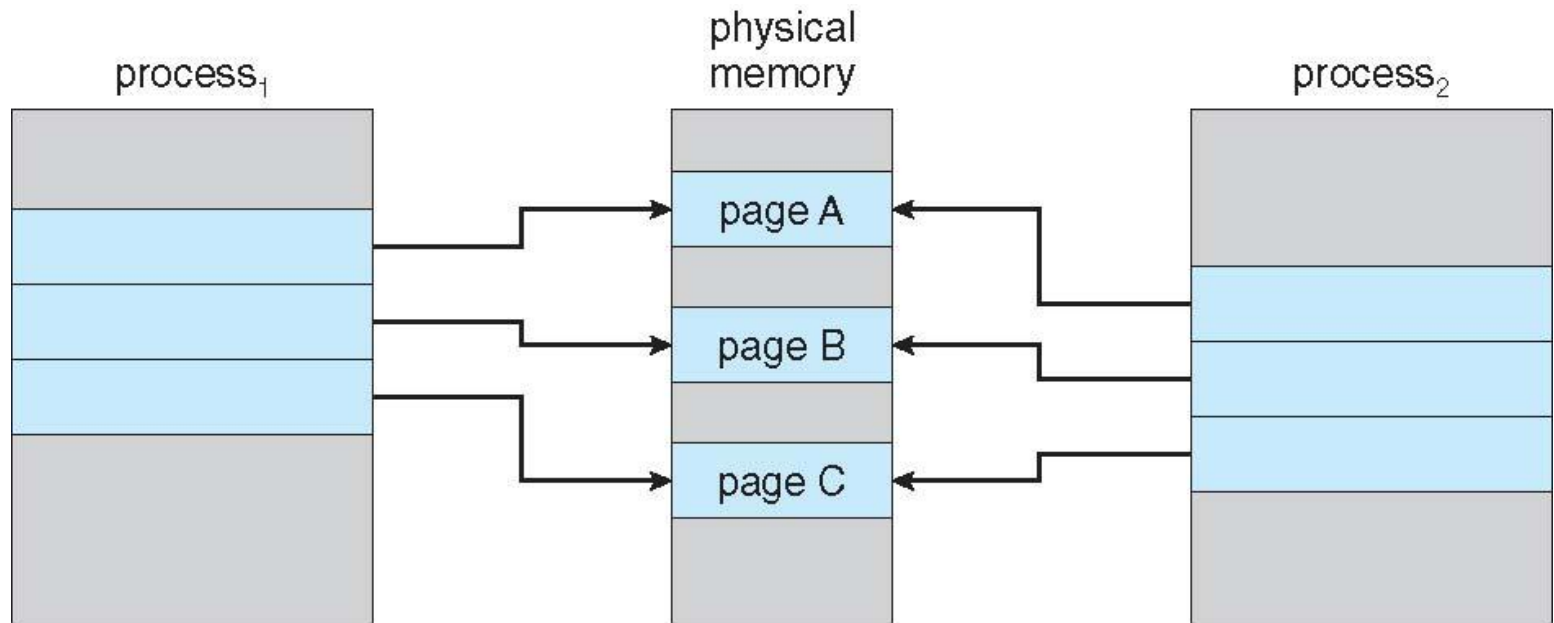 process₁
physical
memory
process₂
page A
page B
page C